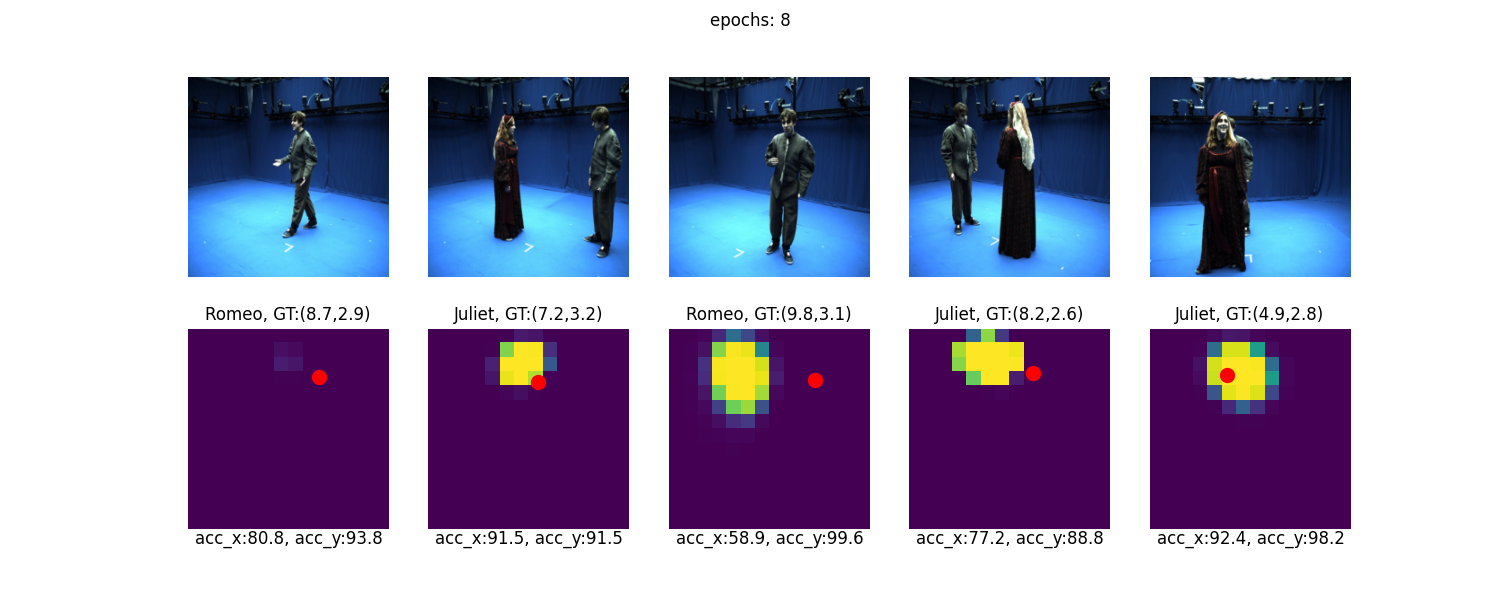 epochs: 8
Romeo, GT:(8.7,2.9)
Juliet, GT:(7.2,3.2)
Romeo, GT:(9.8,3.1)
Juliet, GT:(8.2,2.6)
Juliet, GT:(4.9,2.8)
acc_x:80.8, acc_y:93.8
acc_x:91.5, acc_y:91.5
acc_x:58.9, acc_y:99.6
acc_x:77.2, acc_y:88.8
acc_x:92.4, acc_y:98.2